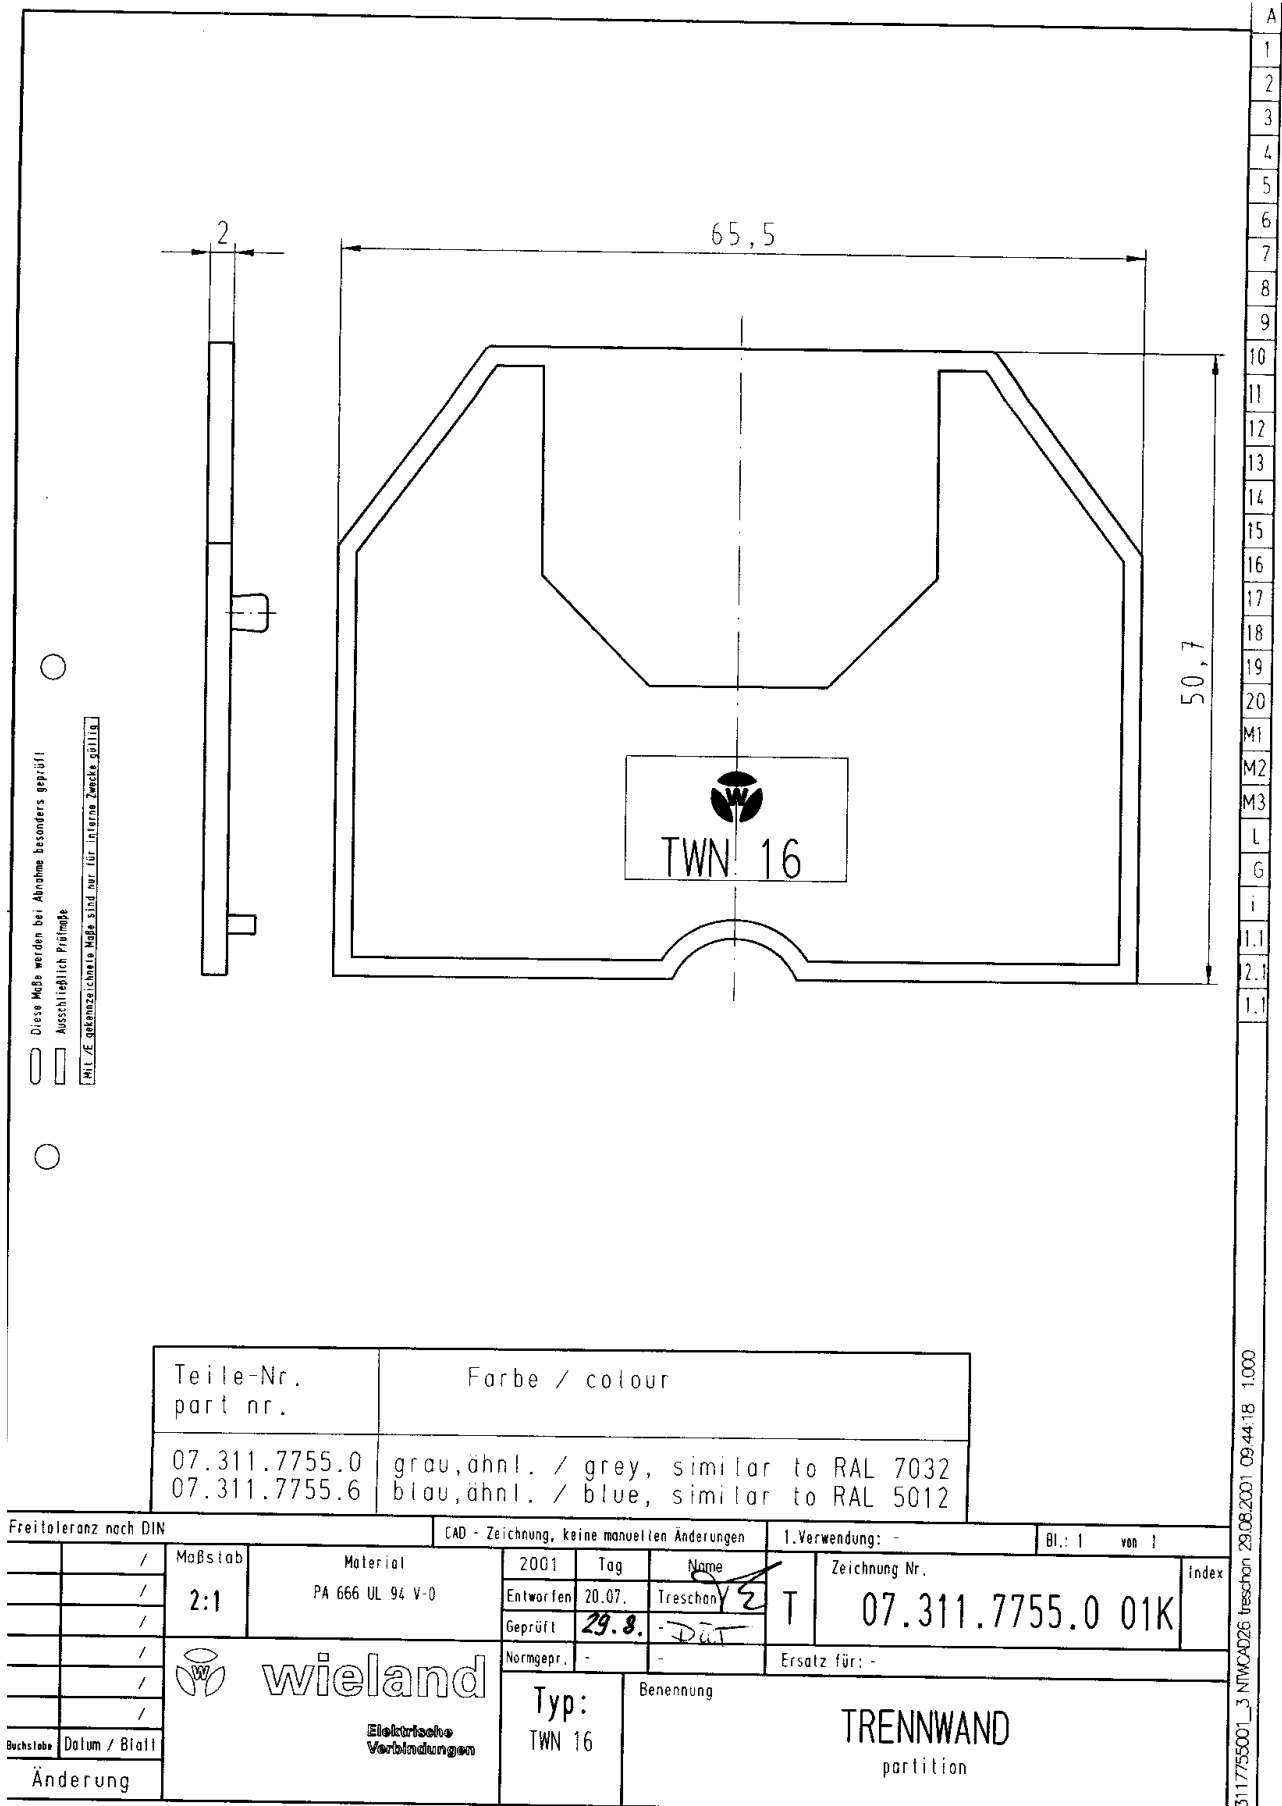 A
1
2
3
4
5
6
7
8
9
10
11
12
13
14
15
16
17
18
19
20
M1
M2
M3
L
G
i
1.1
2.1
1.1
2
65,5
50,7
W
TWN 16
Diese Maße werden bei Abnahme besonders geprüft
Ausschließlich Prüfmaße
Mit /E gekennzeichnete Maße sind nur für interne Zwecke gültig
Teile-Nr. Farbe / colour
part nr.
07.311.7755.0 grau,ähnl. / grey, similar to RAL 7032
07.311.7755.6 blau,ähnl. / blue, similar to RAL 5012
Freitoleranz nach DIN CAD - Zeichnung, keine manuellen Änderungen 1.Verwendung: - Bl.: 1 von 1
/ Maßstab Material 2001 Tag Name Zeichnung Nr. Index
/ 2:1 PA 666 UL 94 V-0 Entworfen 20.07. Treschan T 07.311.7755.0 01K
/ Geprüft 29.8.
/ W wieland Normgepr. - - Ersatz für: -
/ Elektrische Typ: Benennung
/ Verbindungen TWN 16 TRENNWAND
Buchstabe Datum / Blatt partition
Änderung
3117755001_3 NTWCAD26 treschan 29.08.2001 09:44:18 1.000